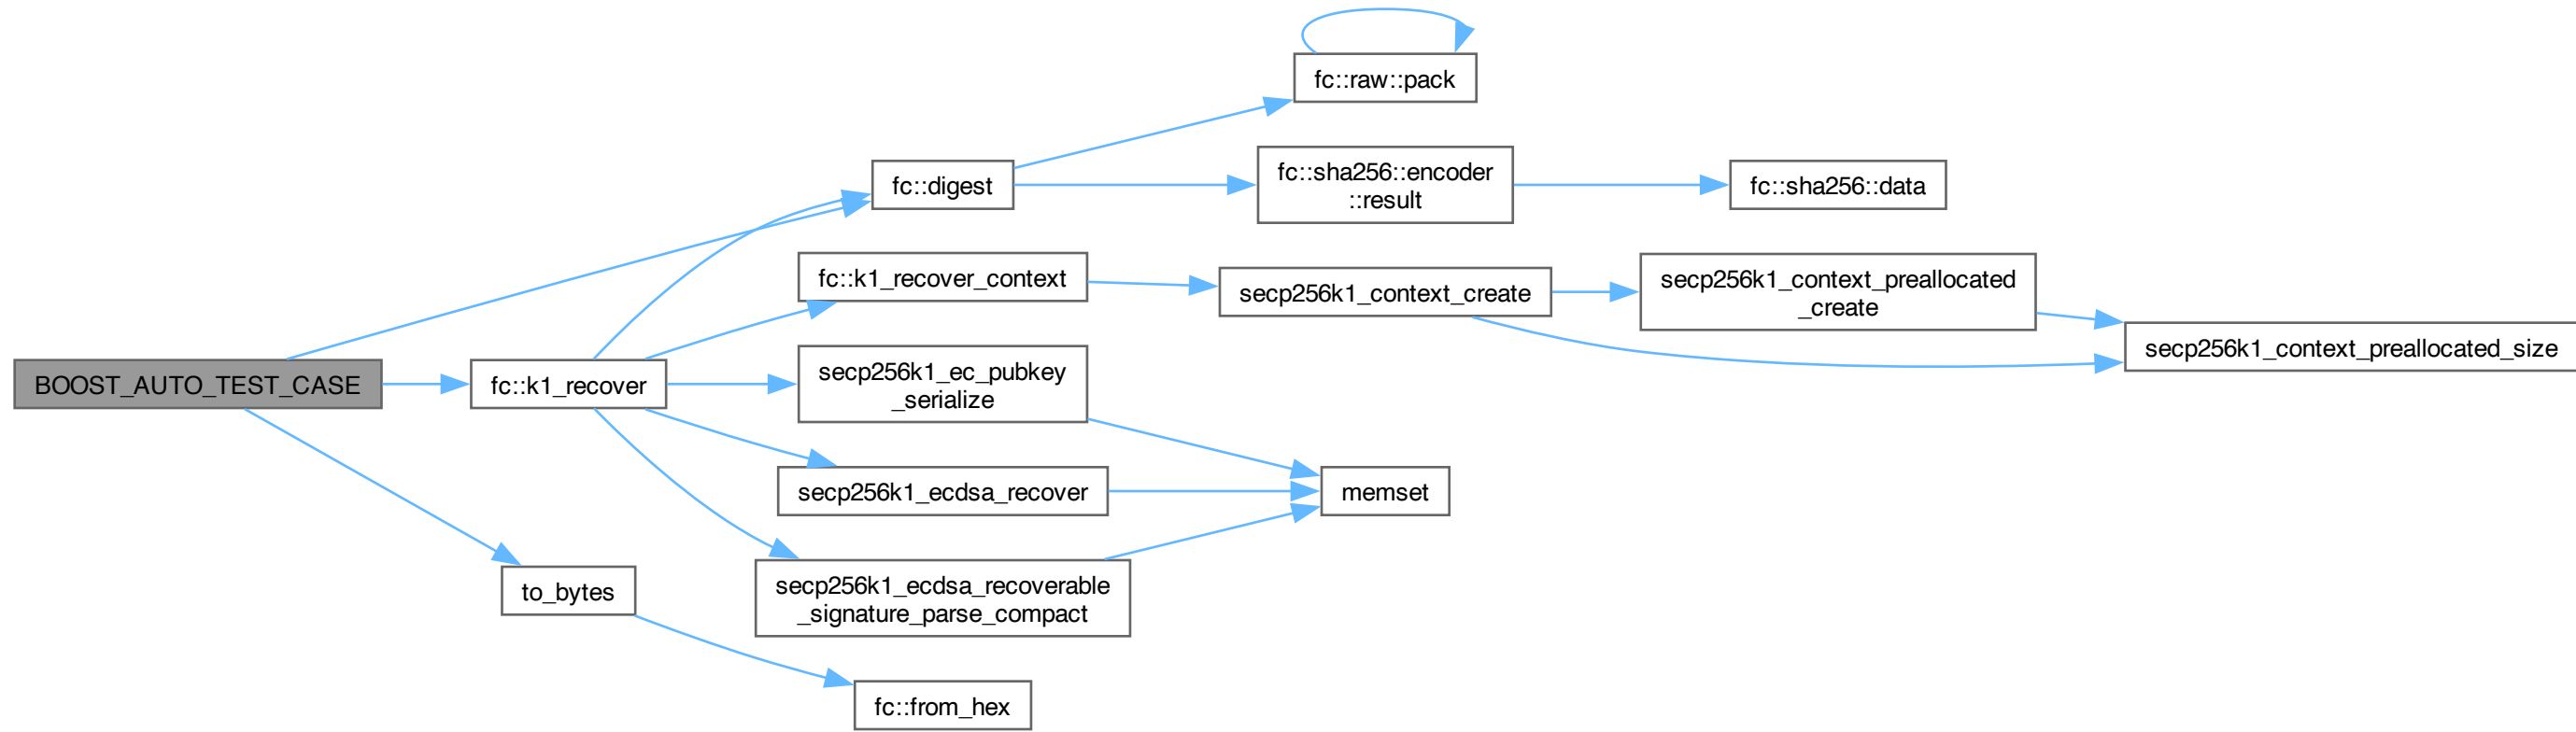 fc::raw::pack
fc::digest
fc::sha256::encoder
::result
fc::sha256::data
fc::k1_recover_context
secp256k1_context_create
secp256k1_context_preallocated
_create
secp256k1_context_preallocated_size
BOOST_AUTO_TEST_CASE
fc::k1_recover
secp256k1_ec_pubkey
_serialize
secp256k1_ecdsa_recover
memset
to_bytes
secp256k1_ecdsa_recoverable
_signature_parse_compact
fc::from_hex